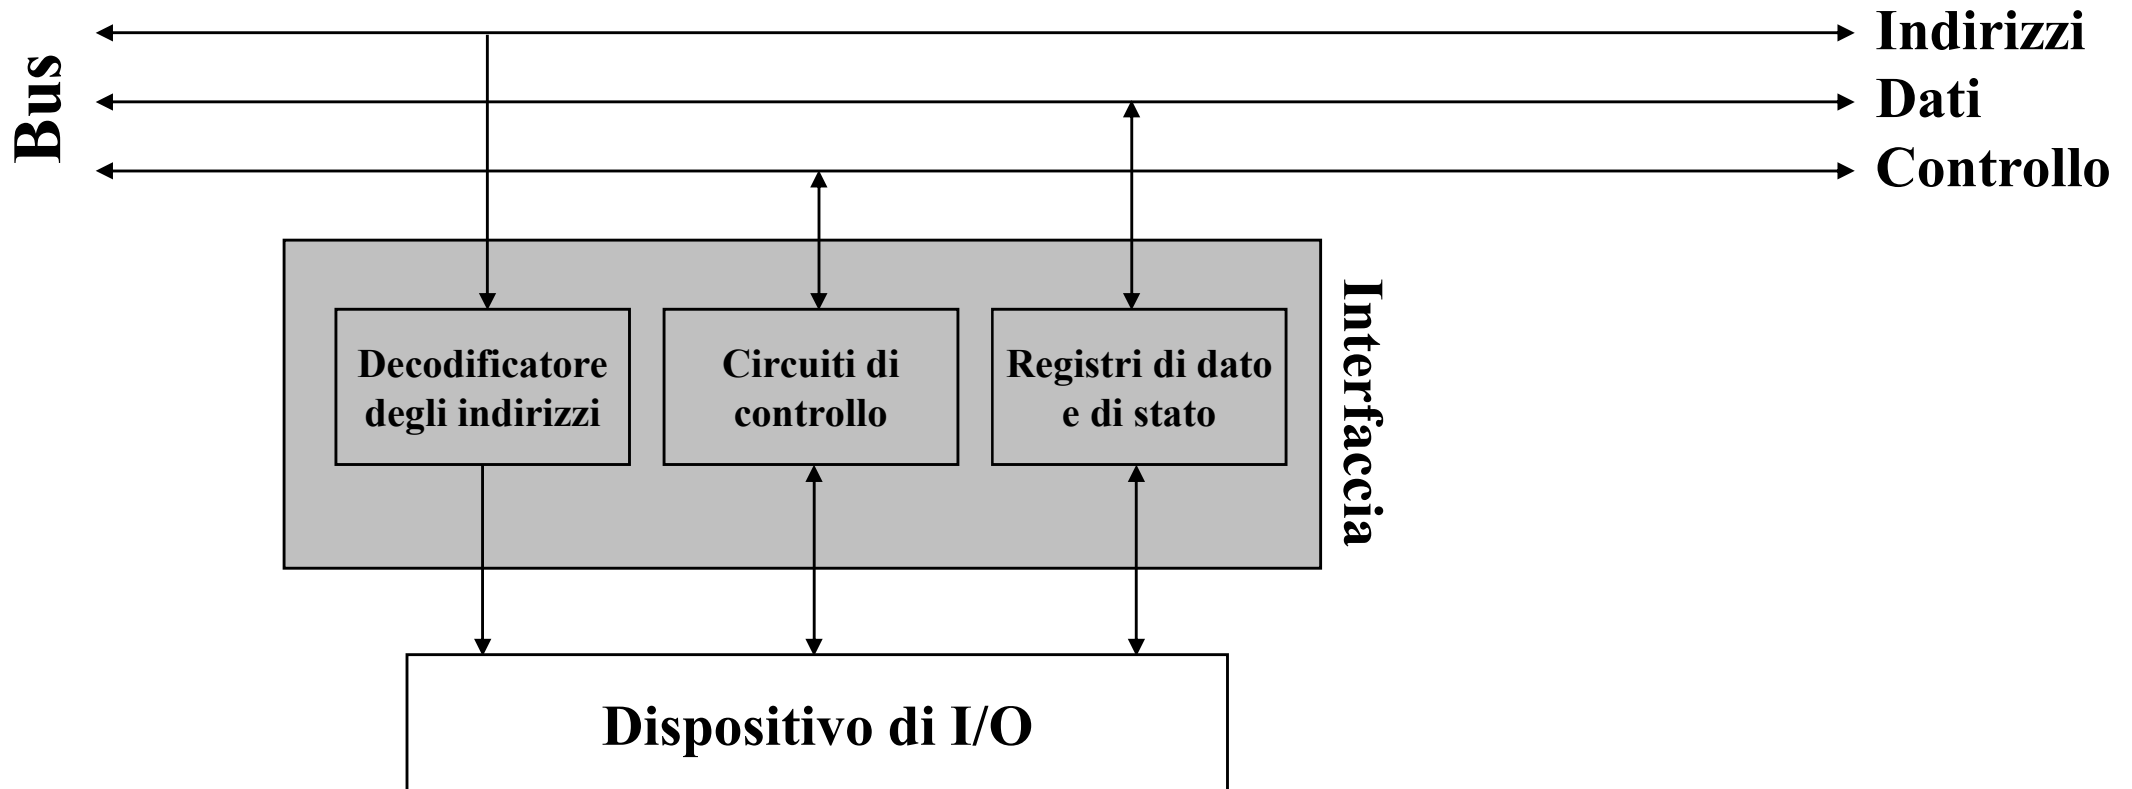 Bus
Indirizzi
Dati
Controllo
Decodificatore
degli indirizzi
Circuiti di
controllo
Registri di dato
e di stato
Interfaccia
Dispositivo di I/O